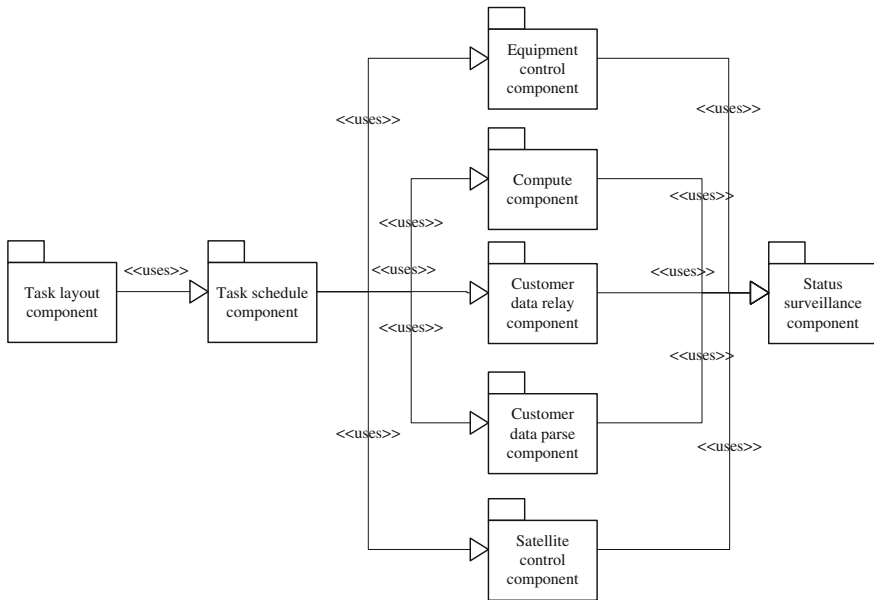 Equipment
control
component
<<uses>>
<<uses>>
Compute
component
<<uses>>
<<uses>>
Task layout
component
<<uses>>
Task schedule
component
<<uses>>
Customer
data relay
component
<<uses>>
Status
surveillance
component
<<uses>>
<<uses>>
Customer
data parse
component
<<uses>>
<<uses>>
Satellite
control
component